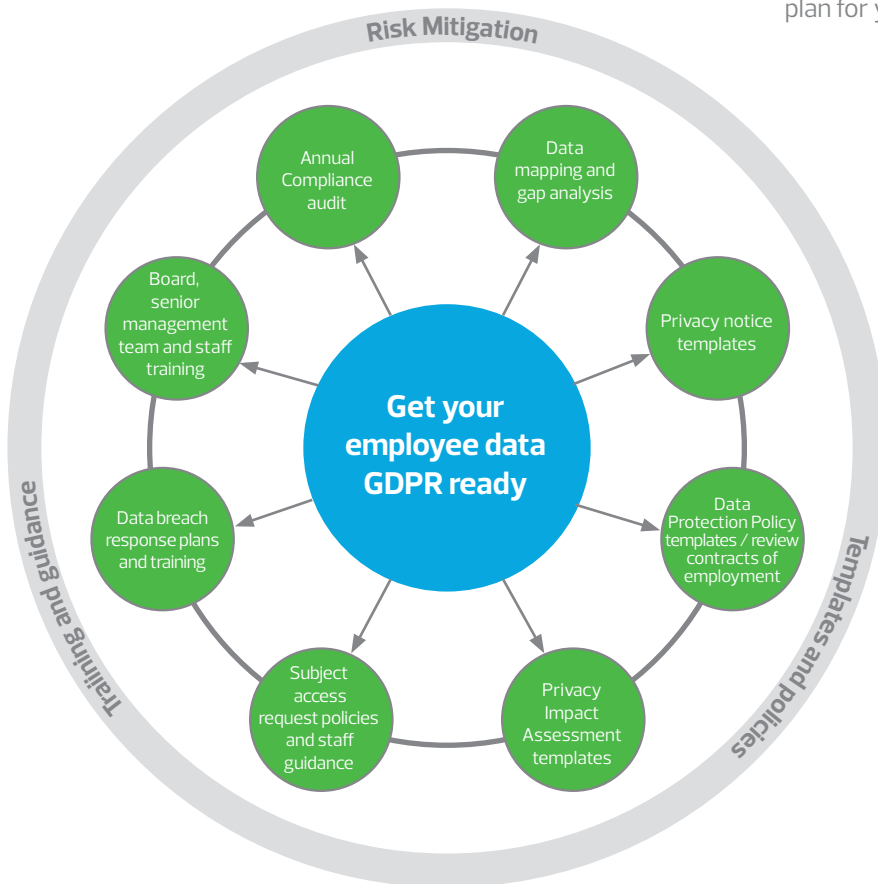 plan for y
Risk Mitigation
Annual
Compliance
audit
Data
mapping and
gap analysis
Board,
senior
management
team and staff
training
Privacy notice
templates
Get your
employee data
GDPR ready
Data breach
response plans
and training
Data
Protection Policy
templates / review
contracts of
employment
Subject
access
request policies
and staff
guidance
Privacy
Impact
Assessment
templates
Traiining and guidance
Templates and policies